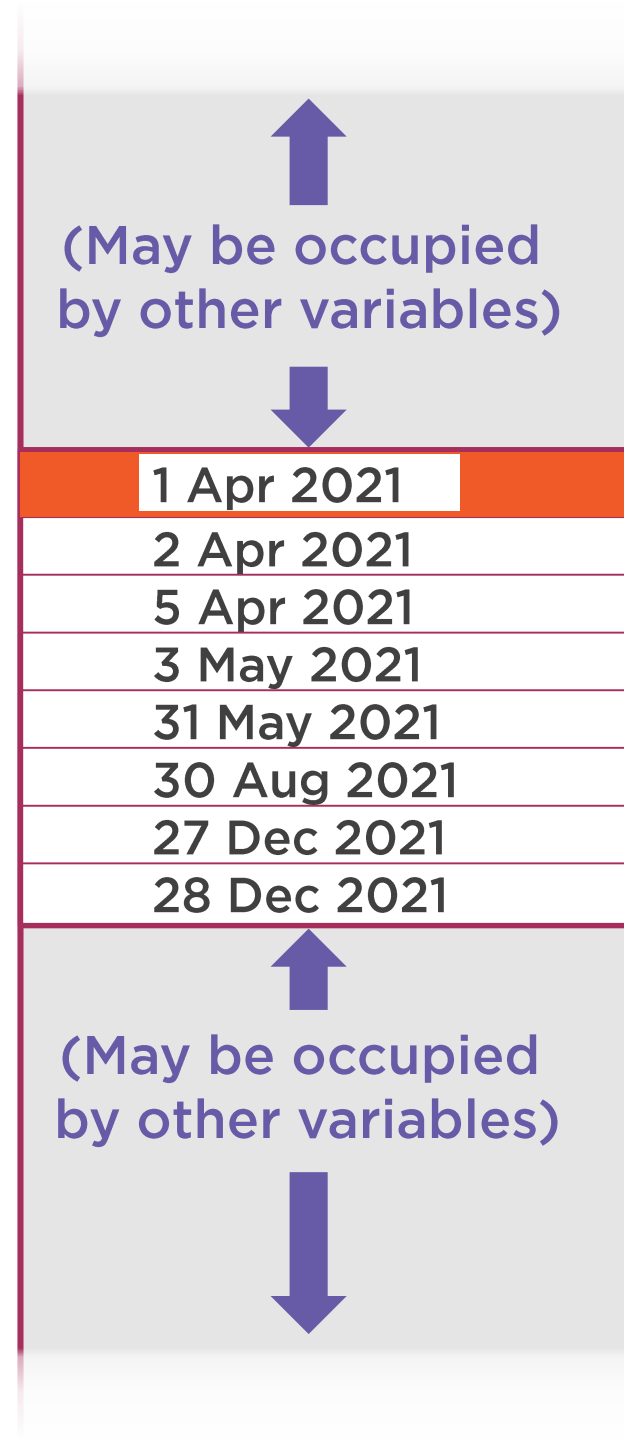 (May be occupied
by other variables)
1 Apr 2021
2 Apr 2021
5 Apr 2021
3 May 2021
31 May 2021
30 Aug 2021
27 Dec 2021
28 Dec 2021
(May be occupied
by other variables)